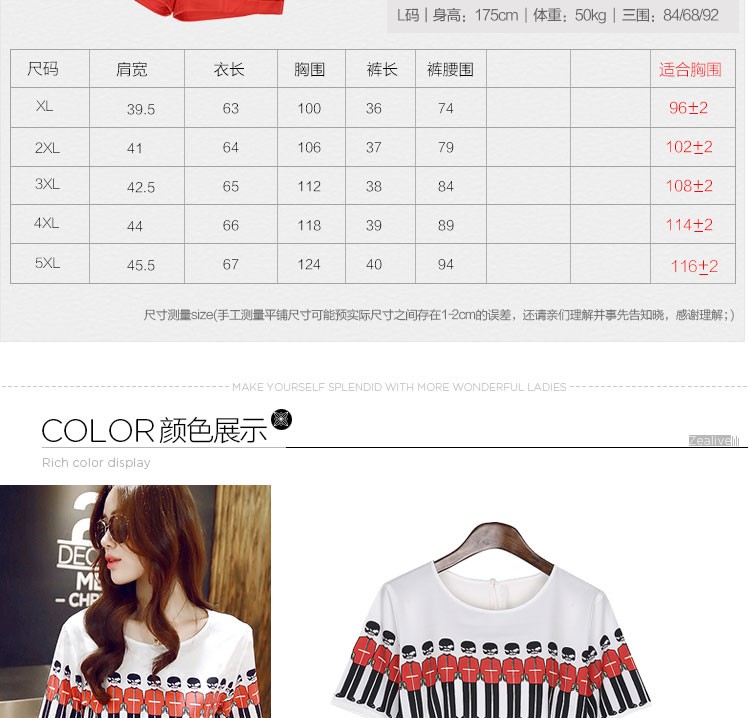 L码 | 身高：175cm | 体重：50kg | 三围：84/68/92
尺码 肩宽 衣长 胸围 裤长 裤腰围 适合胸围
XL 39.5 63 100 36 74 96±2
2XL 41 64 106 37 79 102±2
3XL 42.5 65 112 38 84 108±2
4XL 44 66 118 39 89 114±2
5XL 45.5 67 124 40 94 116±2
尺寸测量size(手工测量平铺尺寸可能预实际尺寸之间存在1-2cm的误差，还请亲们理解并事先告知晓，感谢理解；)
MAKE YOURSELF SPLENDID WITH MORE WONDERFUL LADIES
COLOR 颜色展示
Zealive
Rich color display
2
DEC
ME
– CHR